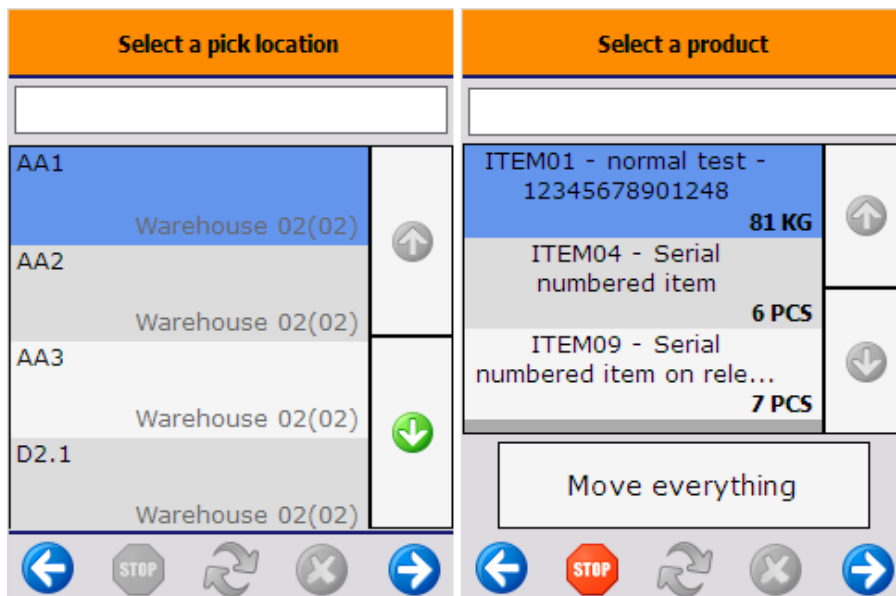 Select a pick location
AA1
Warehouse 02(02)
AA2
Warehouse 02(02)
AA3
Warehouse 02(02)
D2.1
Warehouse 02(02)
STOP
Select a product
ITEM01 - normal test -
12345678901248
81 KG
ITEM04 - Serial
numbered item
6 PCS
ITEM09 - Serial
numbered item on rele...
7 PCS
Move everything
STOP